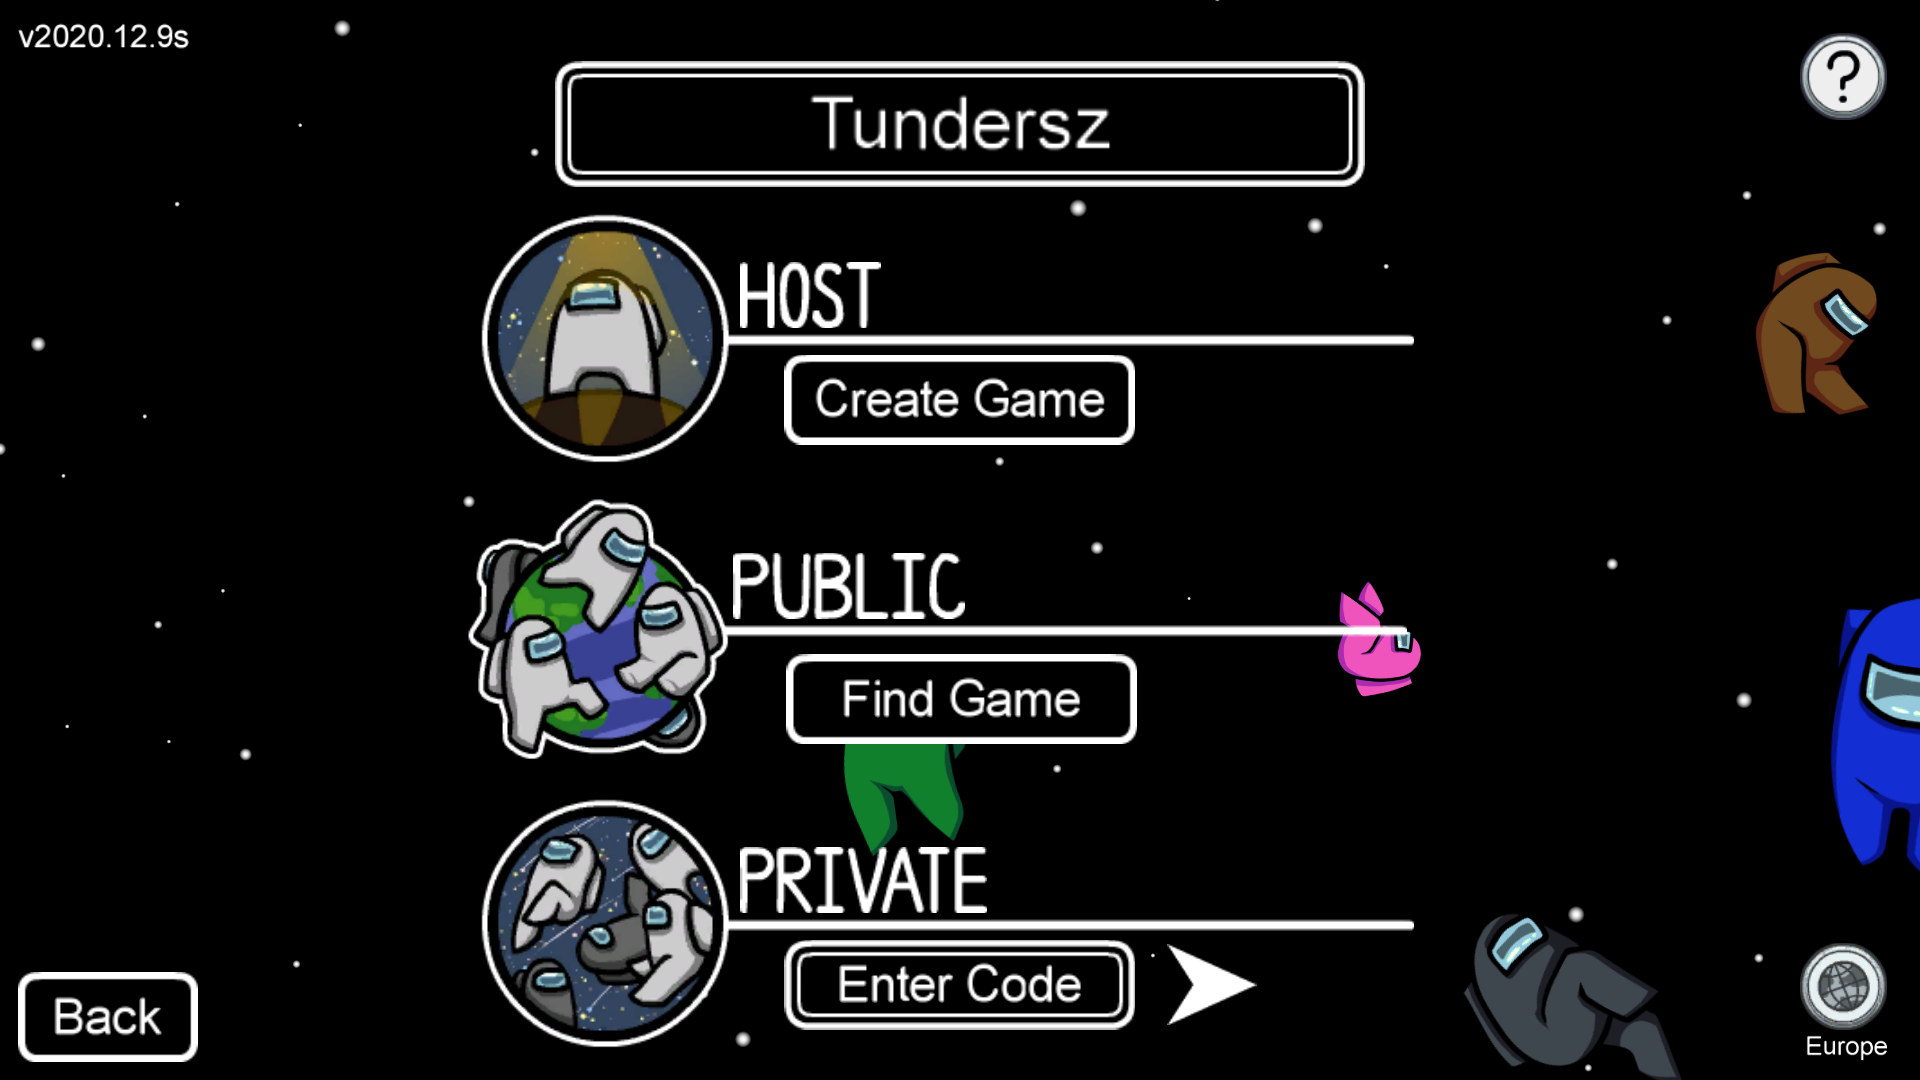 v2020.12.9s
?
Tundersz
HOST
Create Game
PUBLIC
Find Game
PRIVATE
Enter Code
Back
Europe